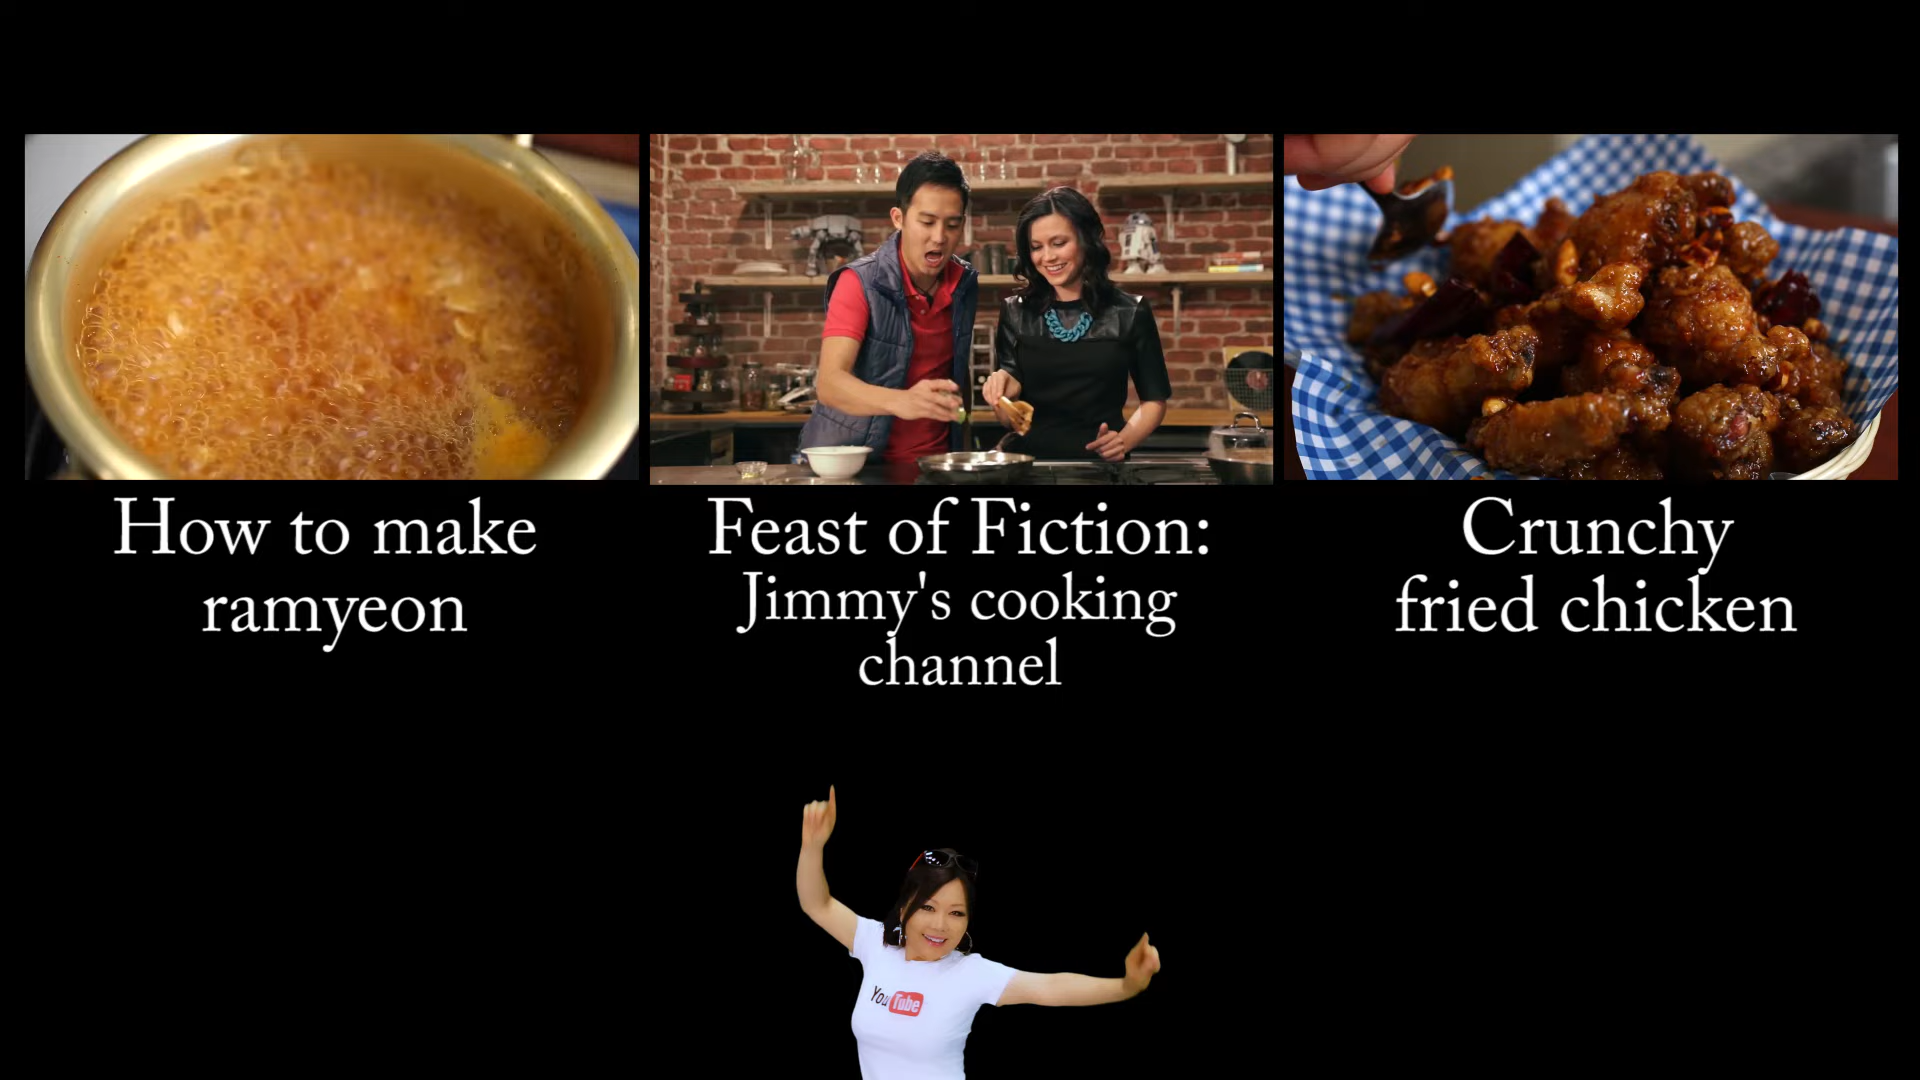 How to make
ramyeon
Feast of Fiction:
Jimmy's cooking
channel
Crunchy
fried chicken
YouTube